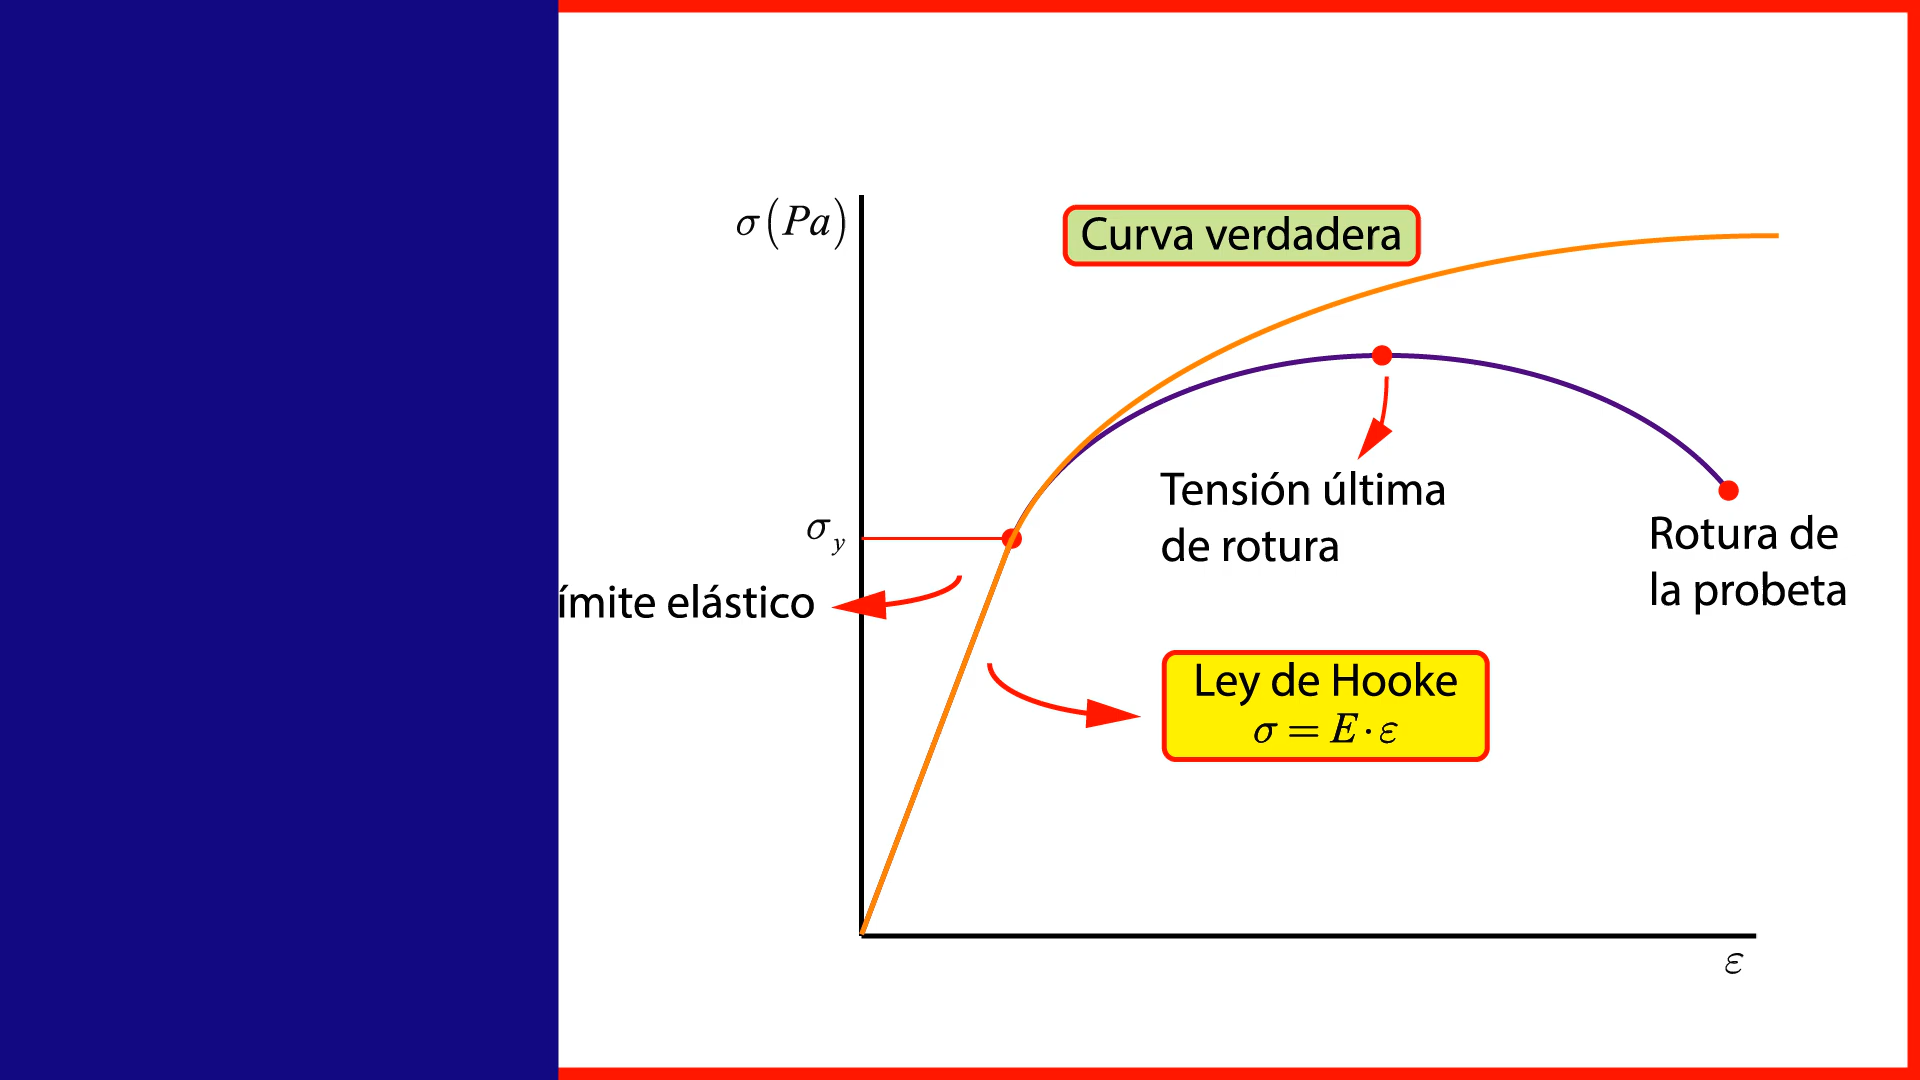 σ(Pa)
Curva verdadera
σy
Tensión última
de rotura
Rotura de
la probeta
ímite elástico
Ley de Hooke
σ = E · ε
ε